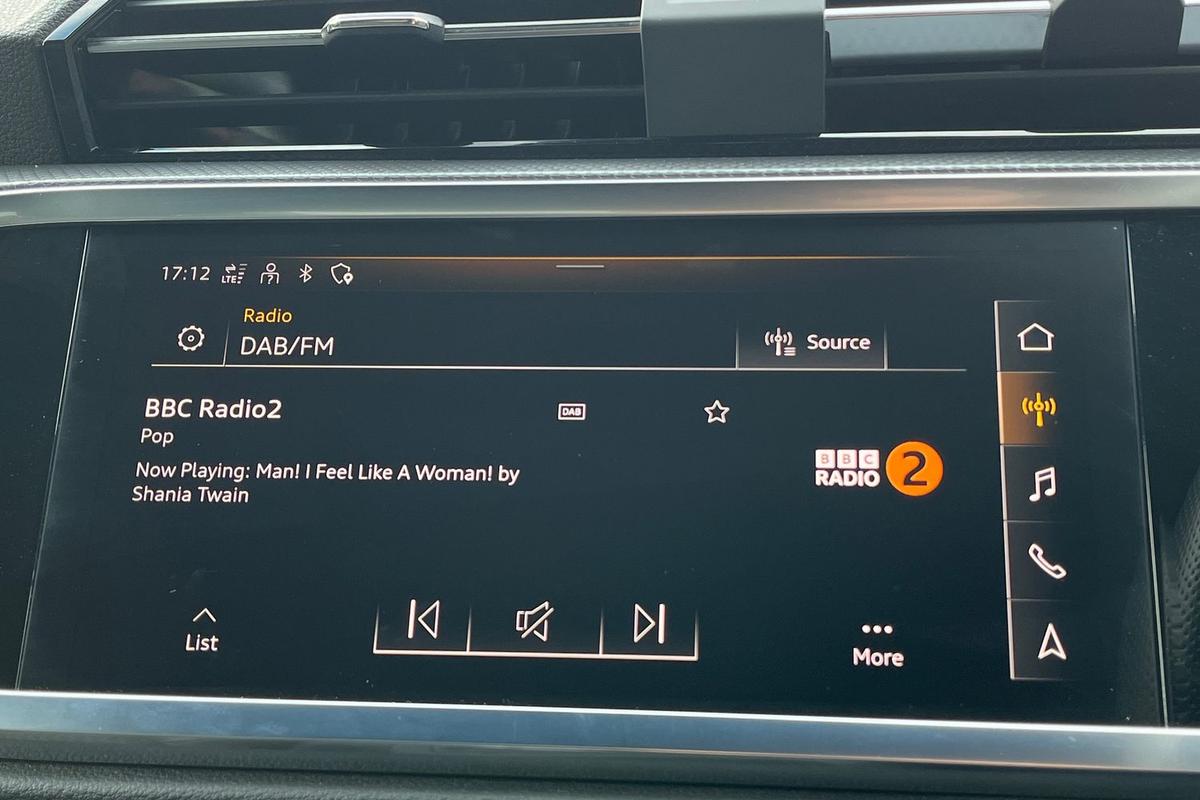 17:12 LTE
Radio
DAB/FM
Source
BBC Radio2
DAB
Pop
Now Playing: Man! I Feel Like A Woman! by
Shania Twain
BBC
RADIO 2
List
More